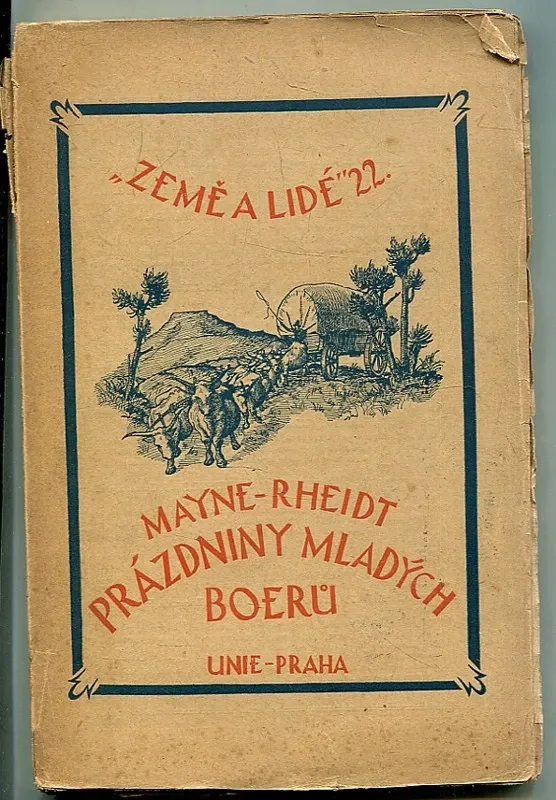 „ZEMĚ A LIDÉ" 22.
MAYNE-RHEIDT
PRÁZDNINY MLADÝCH
BOERŮ
UNIE-PRAHA